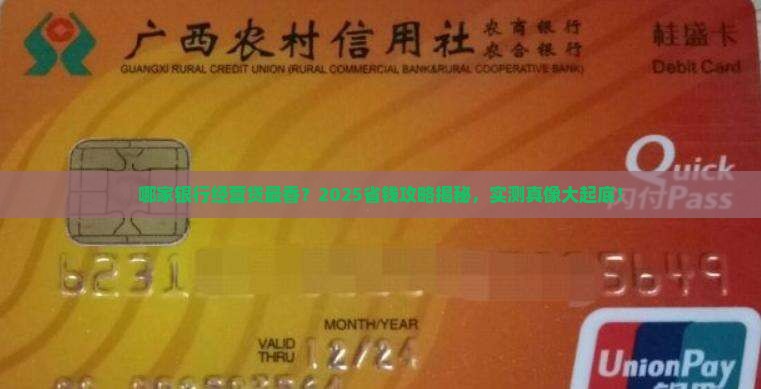 广西农村信用社 农商银行
农合银行
桂盛卡
GUANGXI RURAL CREDIT UNION (RURAL COMMERCIAL BANK&RURAL COOPERATIVE BANK)
Debit Card
Quick
哪家银行经营贷最香？2025省钱攻略揭秘，实测真像大起底！
闪付Pass
6231 5649
MONTH/YEAR
VALID
THRU 12/24
UnionPay